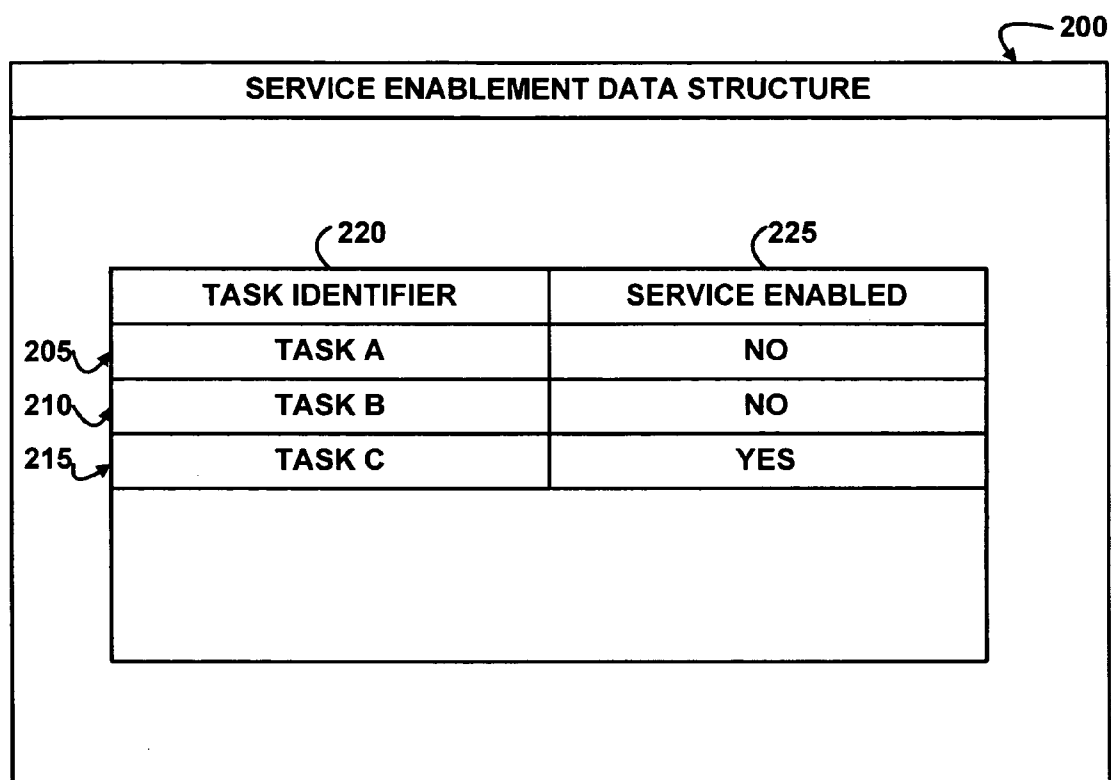 200
SERVICE ENABLEMENT DATA STRUCTURE
220 225
TASK IDENTIFIER SERVICE ENABLED
205 TASK A NO
210 TASK B NO
215 TASK C YES